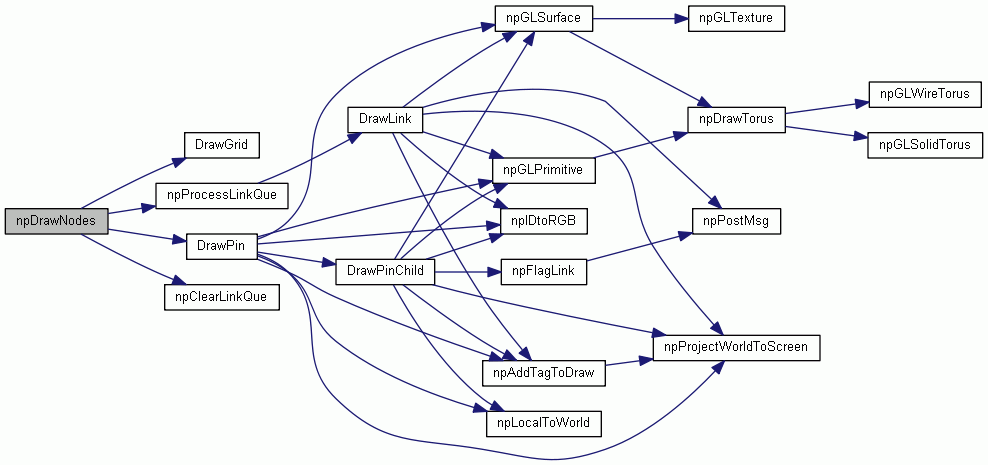 npGLSurface
npGLTexture
npGLWireTorus
DrawLink
npDrawTorus
DrawGrid
npGLSolidTorus
npGLPrimitive
npProcessLinkQue
npDrawNodes
npIDtoRGB
npPostMsg
DrawPin
DrawPinChild
npFlagLink
npClearLinkQue
npProjectWorldToScreen
npAddTagToDraw
npLocalToWorld